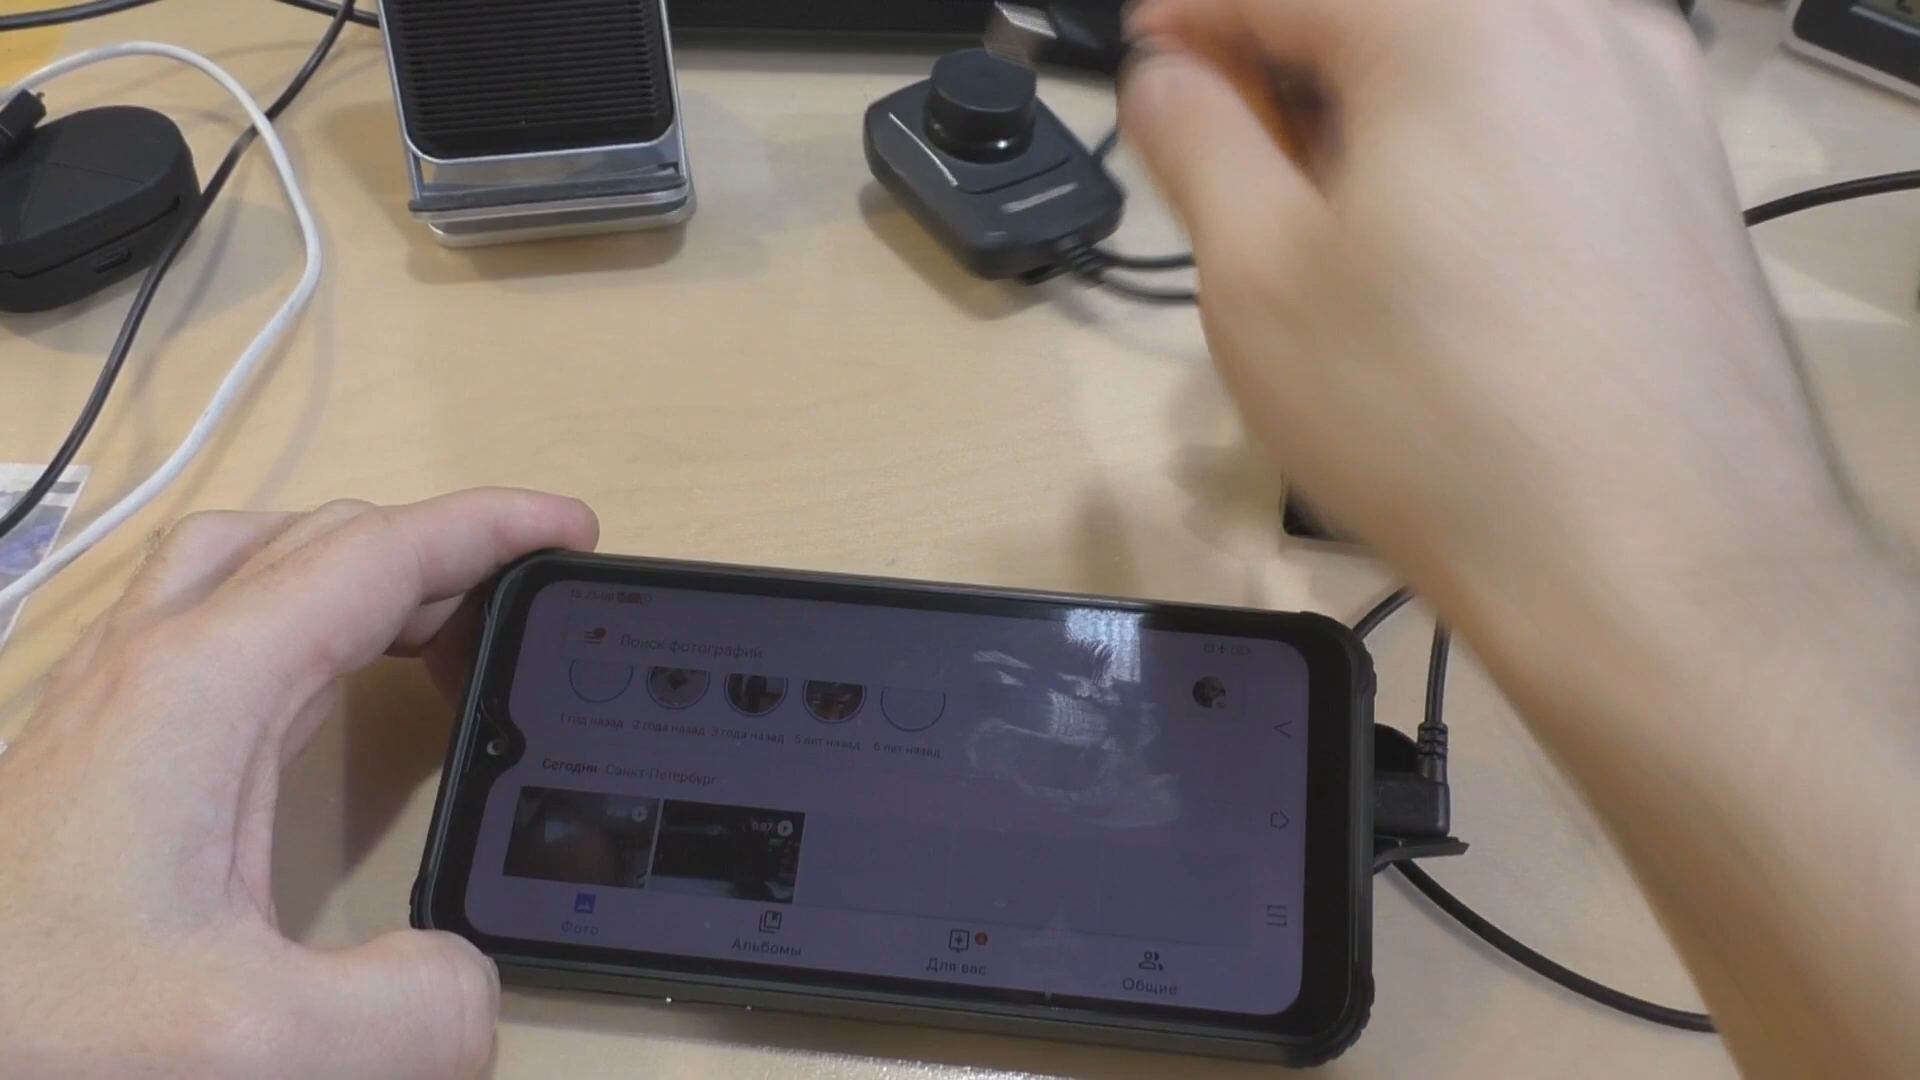 Поиск фотографий
1 год назад 2 года назад 3 года назад 5 лет назад 6 лет назад
Сегодня Санкт-Петербург
Фото
Альбомы
Для вас
Общие